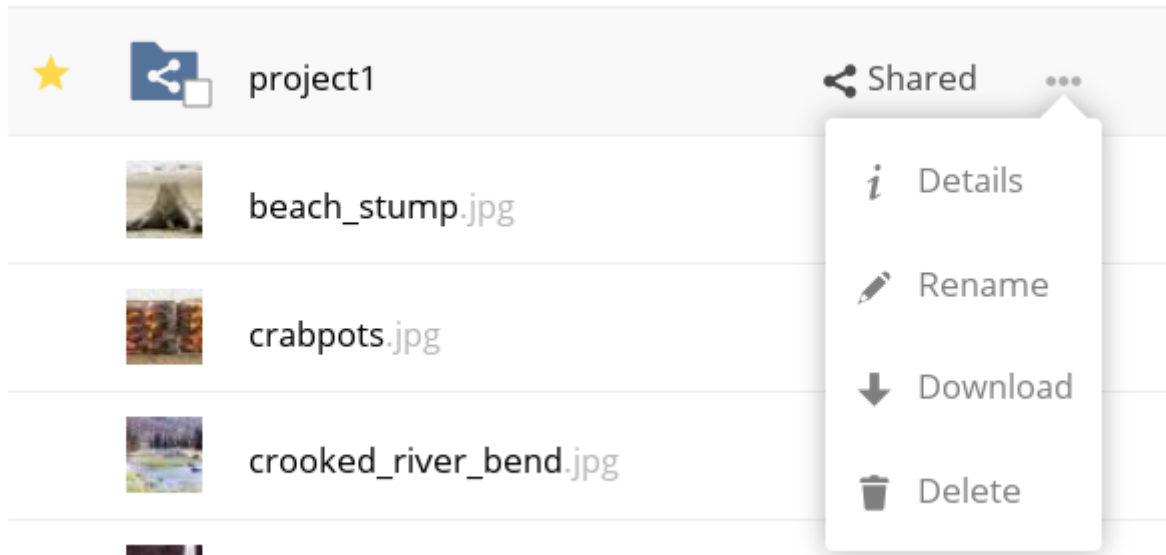 project1 Shared
Details
beach_stump.jpg
Rename
crabpots.jpg
Download
crooked_river_bend.jpg
Delete